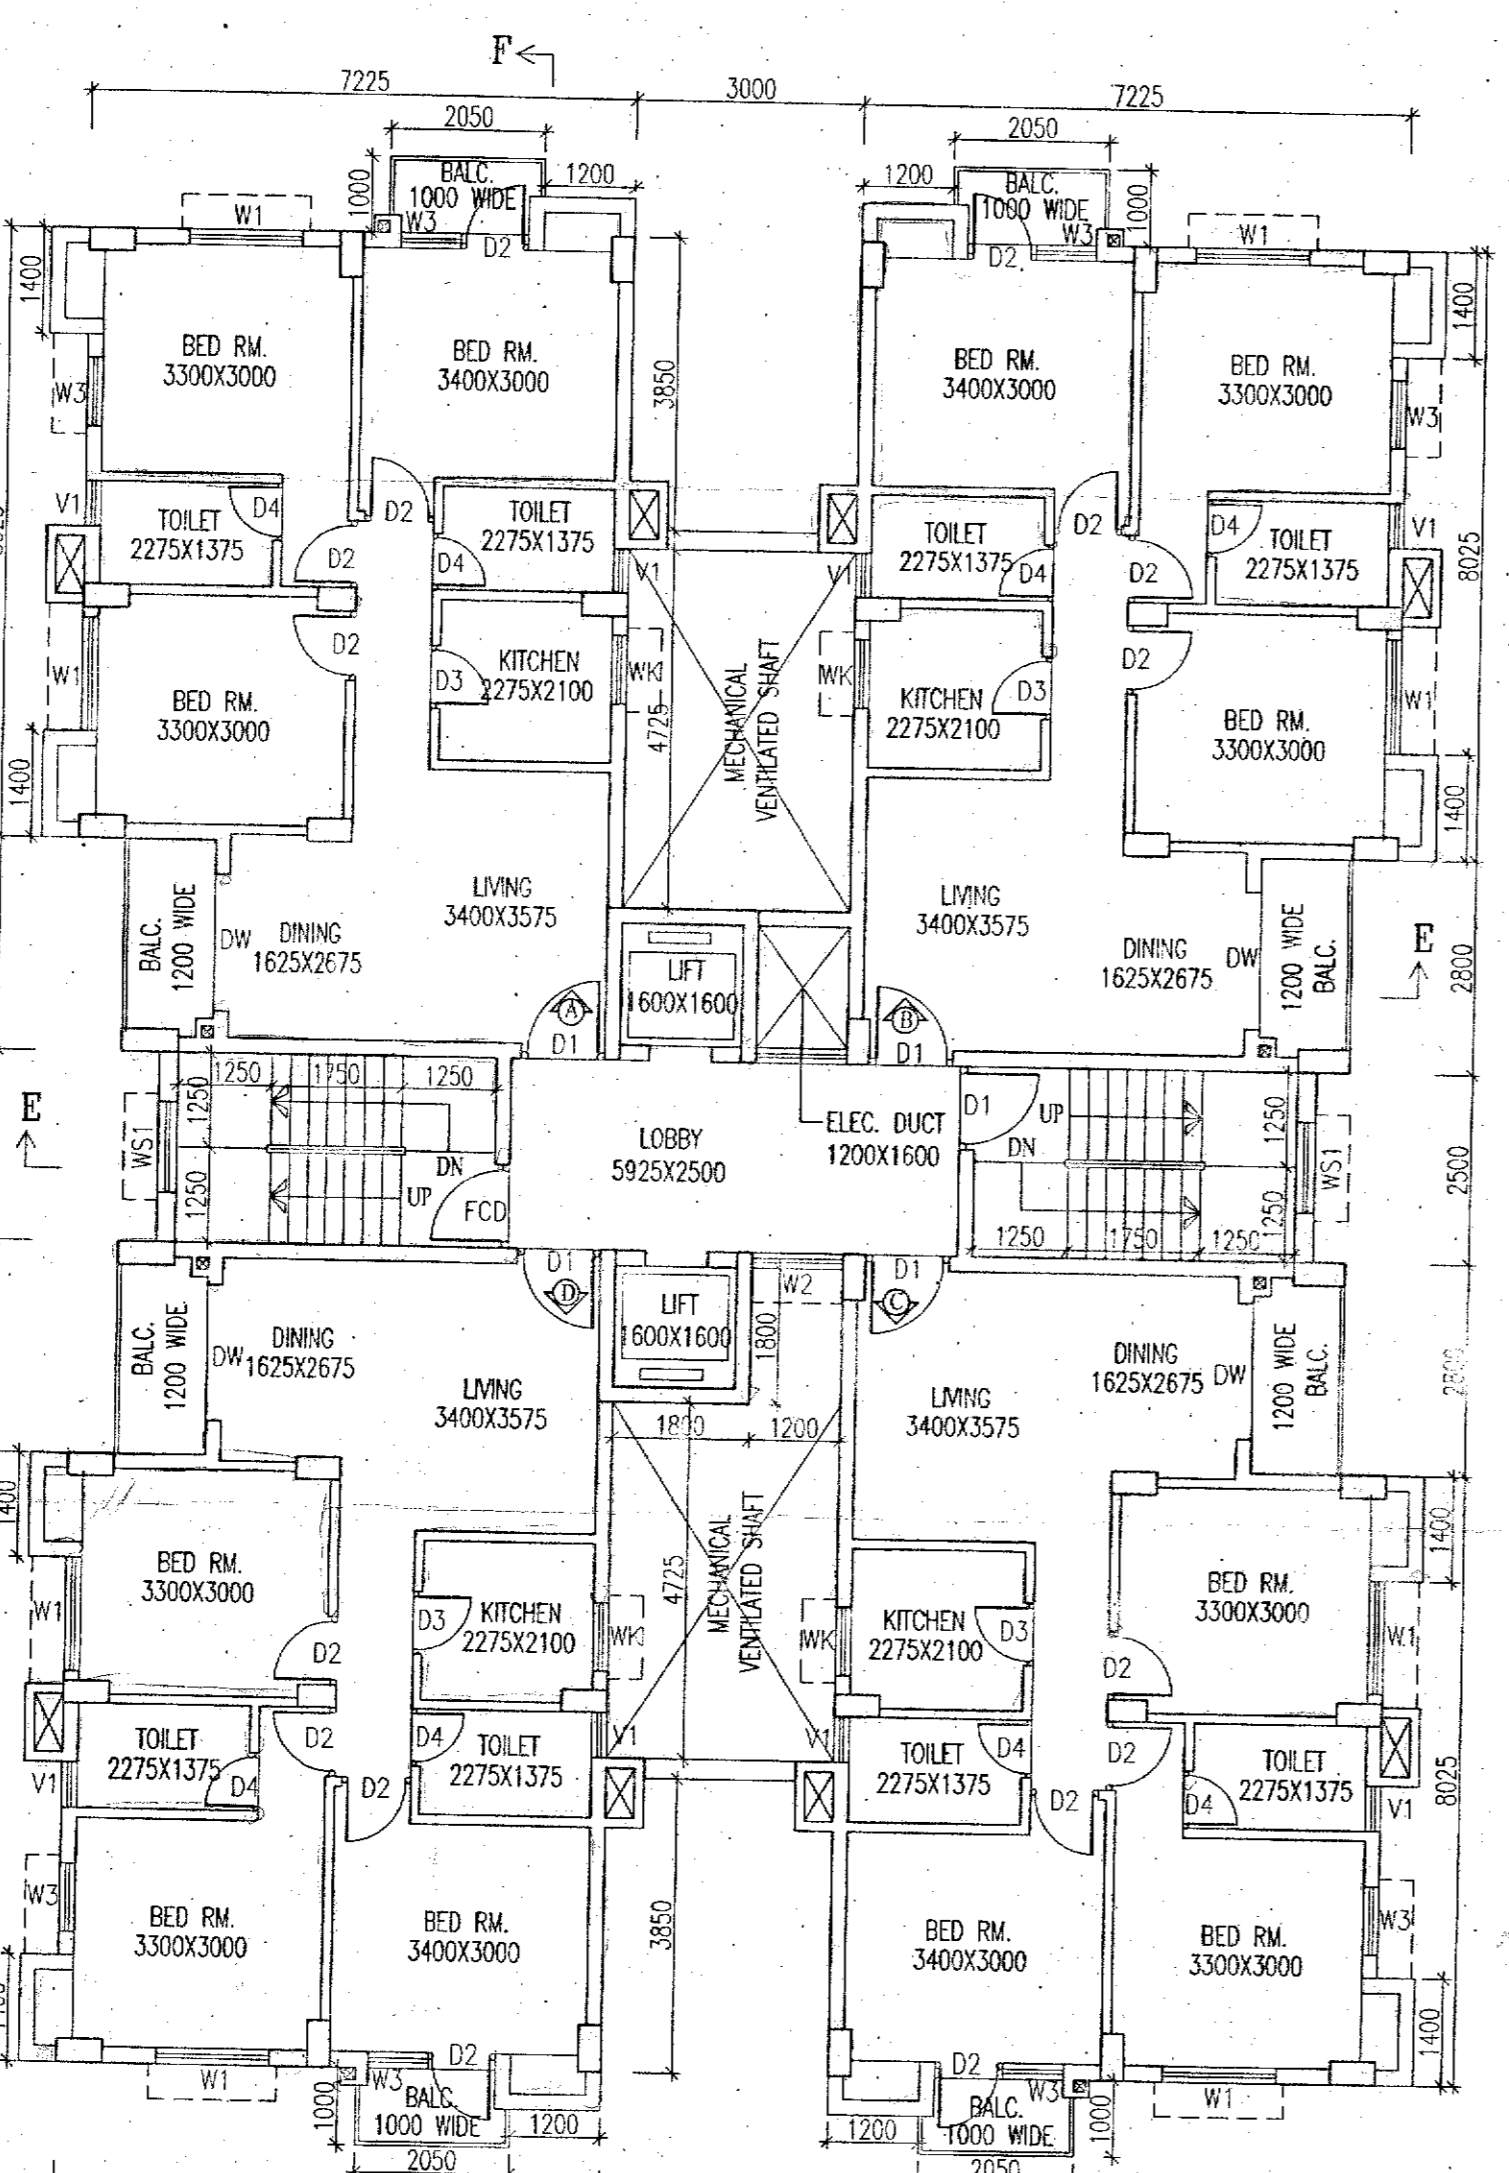 F
7225
3000
7225
2050
2050
BALC.
1000 WIDE
1200
1000
1200
BALC.
1000 WIDE
1000
W1
W3
D2
D2
W3
W1
1400
1400
BED RM.
3300X3000
BED RM.
3400X3000
3850
BED RM.
3400X3000
BED RM.
3300X3000
W3
W3
V1
TOILET
2275X1375
D4
D2
TOILET
2275X1375
TOILET
2275X1375
D2
D4
TOILET
2275X1375
V1
8025
D2
D4
V1
V1
D4
D2
W1
D2
BED RM.
3300X3000
D3
KITCHEN
2275X2100
WK
4725
MECHANICAL
VENTILATED SHAFT
WK
KITCHEN
2275X2100
D3
D2
BED RM.
3300X3000
W1
1400
1400
BALC.
1200 WIDE
DW
DINING
1625X2675
LIVING
3400X3575
LIFT
1600X1600
LIVING
3400X3575
DINING
1625X2675
DW
1200 WIDE
BALC.
E
2800
A
D1
B
D1
1250
1750
1250
1250
1250
E
WS1
DN
UP
FCD
LOBBY
5925X2500
ELEC. DUCT
1200X1600
D1
UP
DN
1250
1250
1250
1750
1250
WS1
2500
D1
D
LIFT
1600X1600
W2
1800
D1
C
BALC.
1200 WIDE
DW
DINING
1625X2675
LIVING
3400X3575
1800
1200
LIVING
3400X3575
DINING
1625X2675
DW
1200 WIDE
BALC.
2800
1400
1400
BED RM.
3300X3000
W1
D2
D3
KITCHEN
2275X2100
WK
4725
MECHANICAL
VENTILATED SHAFT
WK
KITCHEN
2275X2100
D3
D2
BED RM.
3300X3000
W1
TOILET
2275X1375
D4
D2
D4
TOILET
2275X1375
V1
V1
TOILET
2275X1375
D4
D2
TOILET
2275X1375
D4
V1
V1
8025
D2
D2
W3
BED RM.
3300X3000
BED RM.
3400X3000
3850
BED RM.
3400X3000
BED RM.
3300X3000
W3
1400
W1
W3
D2
D2
W3
W1
1000
BALC.
1000 WIDE
1200
1200
BALC.
1000 WIDE
1000
2050
2050